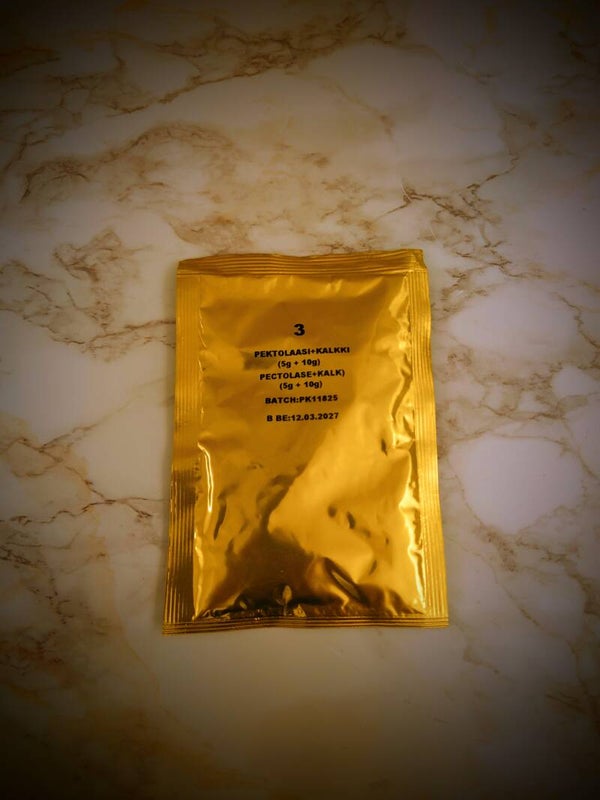 3
PEKTOLAASI+KALKKI
(5g + 10g)
PECTOLASE+KALK)
(5g + 10g)
BATCH:PK11825
B BE:12.03.2027